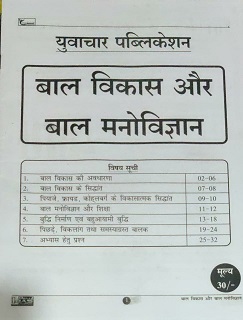 युवाचार पब्लिकेशन
बाल विकास और
बाल मनोविज्ञान
विषय सूची
1. बाल विकास की अवधारणा 02-06
2. बाल विकास के सिद्धांत 07-08
3. पियाजे, फ्रायड, कोहलबर्ग के विकासात्मक सिद्धांत 09-10
4. बाल मनोविज्ञान और शिक्षा 11-12
5. बुद्धि निर्माण एवं बहुआयामी बुद्धि 13-18
6. पिछड़े, विकलांग तथा समस्याग्रस्त बालक 19-24
7. अभ्यास हेतु प्रश्न 25-32
मूल्य
30/-
बाल विकास और बाल मनोविज्ञान